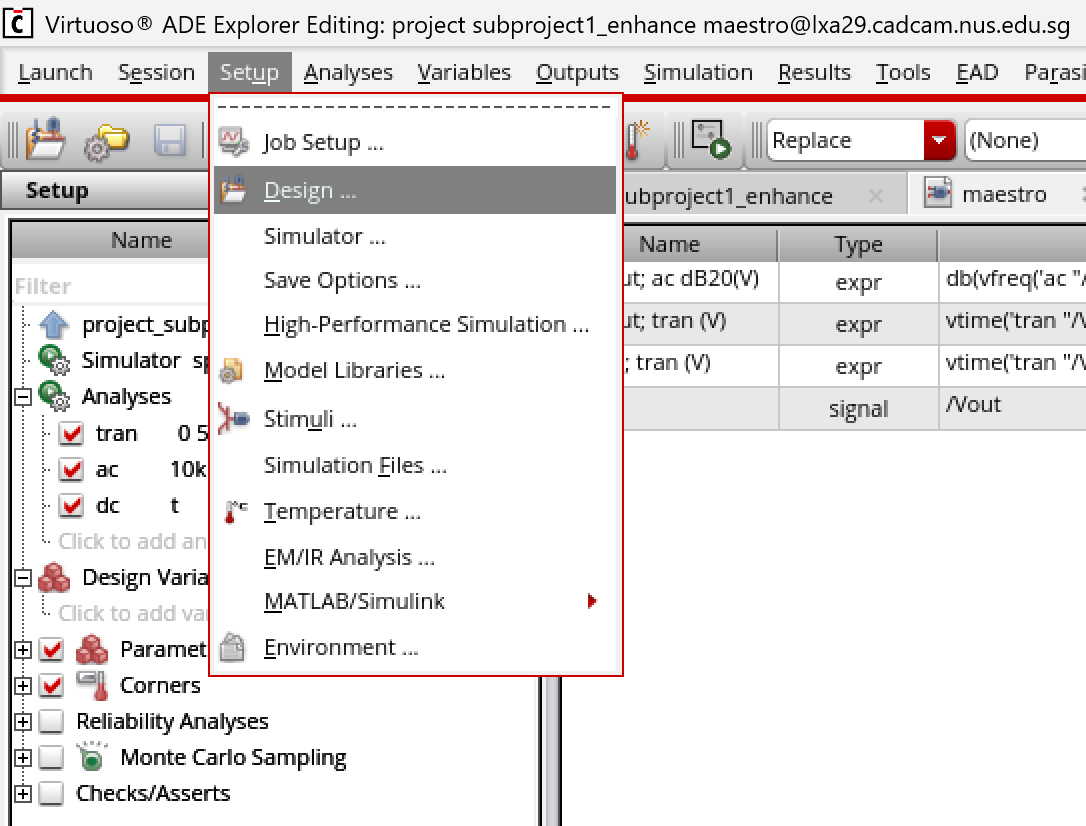 Virtuoso® ADE Explorer Editing: project subproject1_enhance maestro@lxa29.cadcam.nus.edu.sg
Launch Session Setup Analyses Variables Outputs Simulation Results Tools EAD Parasi
Replace (None)
Setup
ubproject1_enhance
maestro
Name
Filter
project_subp
Simulator sp
Analyses
tran 0 5
ac 10k
dc t
Click to add an
Design Varia
Click to add va
Paramet
Corners
Reliability Analyses
Monte Carlo Sampling
Checks/Asserts
Job Setup ...
Design ...
Simulator ...
Save Options ...
High-Performance Simulation ...
Model Libraries ...
Stimuli ...
Simulation Files ...
Temperature ...
EM/IR Analysis ...
MATLAB/Simulink
Environment ...
Name Type
ut; ac dB20(V) expr db(vfreq('ac "/
ut; tran (V) expr vtime('tran "/V
; tran (V) expr vtime('tran "/V
signal /Vout